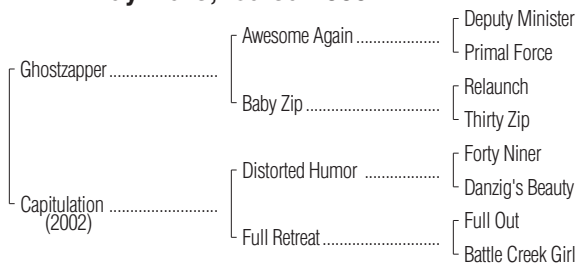 Deputy Minister
Awesome Again
Primal Force
Ghostzapper
Relaunch
Baby Zip
Thirty Zip
Forty Niner
Distorted Humor
Danzig's Beauty
Capitulation
(2002)
Full Out
Full Retreat
Battle Creek Girl